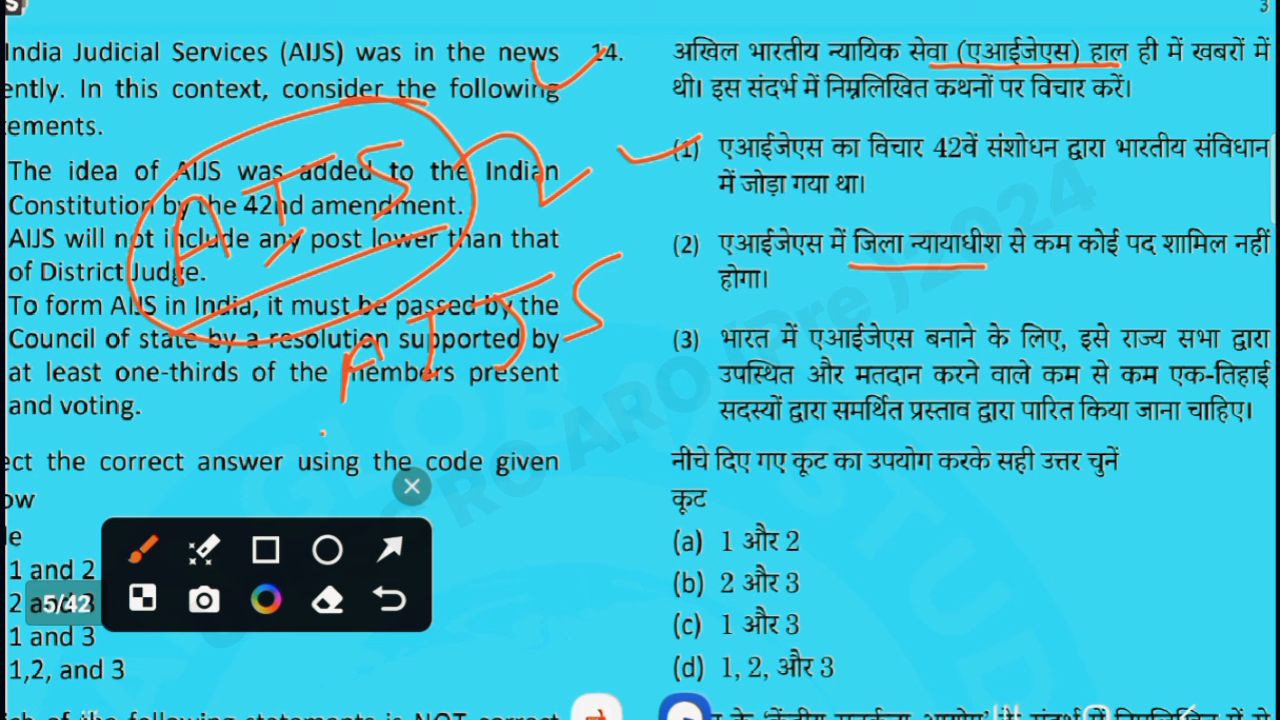 3
India Judicial Services (AIJS) was in the news
ently. In this context, consider the following
ements.
The idea of AIJS was added to the Indian
Constitution by the 42nd amendment.
AIJS will not include any post lower than that
of District Judge.
To form AIJS in India, it must be passed by the
Council of state by a resolution supported by
at least one-thirds of the members present
and voting.
ect the correct answer using the code given
ow
le
1 and 2
2 and 3
1 and 3
1,2, and 3
AIS
AIJS
5/42
14. अखिल भारतीय न्यायिक सेवा (एआईजेएस) हाल ही में खबरों में
थी। इस संदर्भ में निम्नलिखित कथनों पर विचार करें।
(1) एआईजेएस का विचार 42वें संशोधन द्वारा भारतीय संविधान
में जोड़ा गया था।
(2) एआईजेएस में जिला न्यायाधीश से कम कोई पद शामिल नहीं
होगा।
(3) भारत में एआईजेएस बनाने के लिए, इसे राज्य सभा द्वारा
उपस्थित और मतदान करने वाले कम से कम एक-तिहाई
सदस्यों द्वारा समर्थित प्रस्ताव द्वारा पारित किया जाना चाहिए।
नीचे दिए गए कूट का उपयोग करके सही उत्तर चुनें
कूट
(a) 1 और 2
(b) 2 और 3
(c) 1 और 3
(d) 1, 2, और 3
RO ARO (Pre) 2024